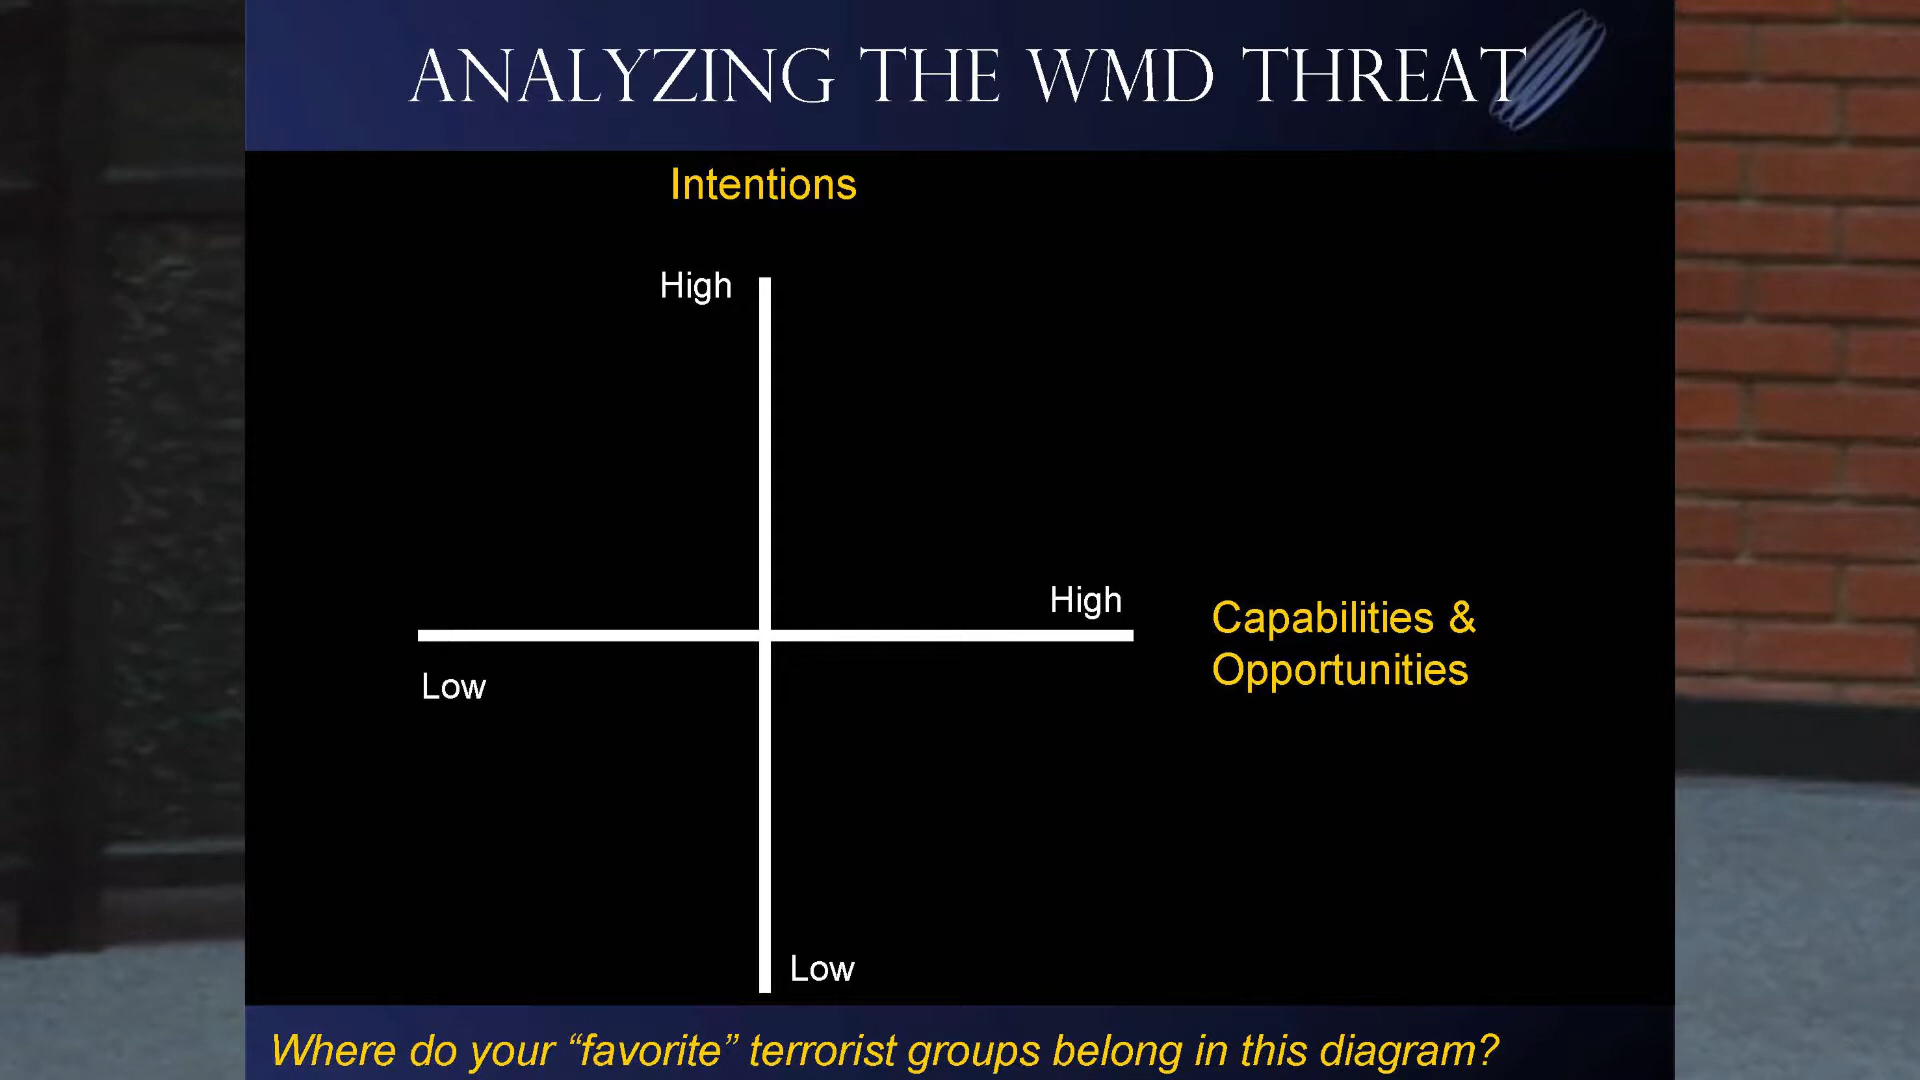 ANALYZING THE WMD THREAT
Intentions
High
High
Capabilities &
Opportunities
Low
Low
Where do your “favorite” terrorist groups belong in this diagram?